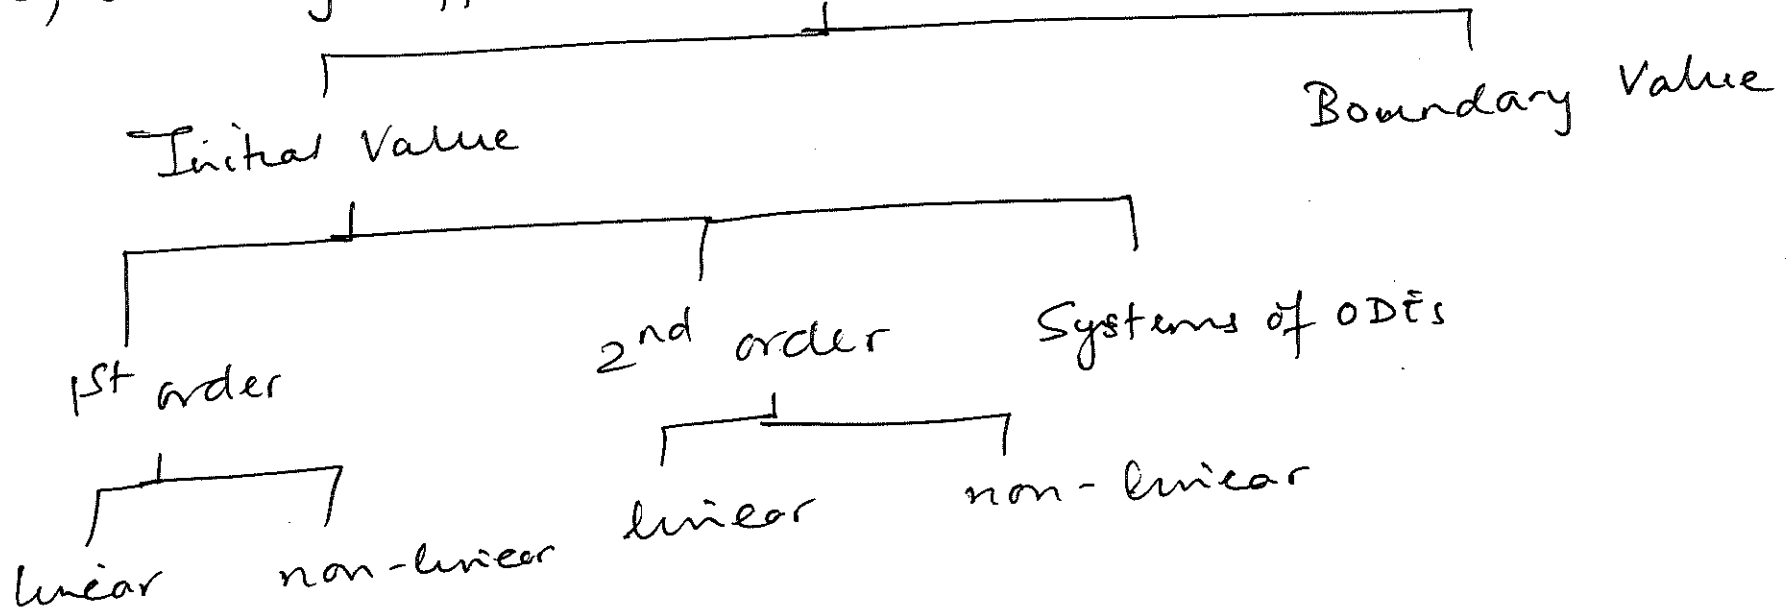 Initial Value
Boundary Value
1st order
2nd order
Systems of ODEs
linear
non-linear
linear
non-linear